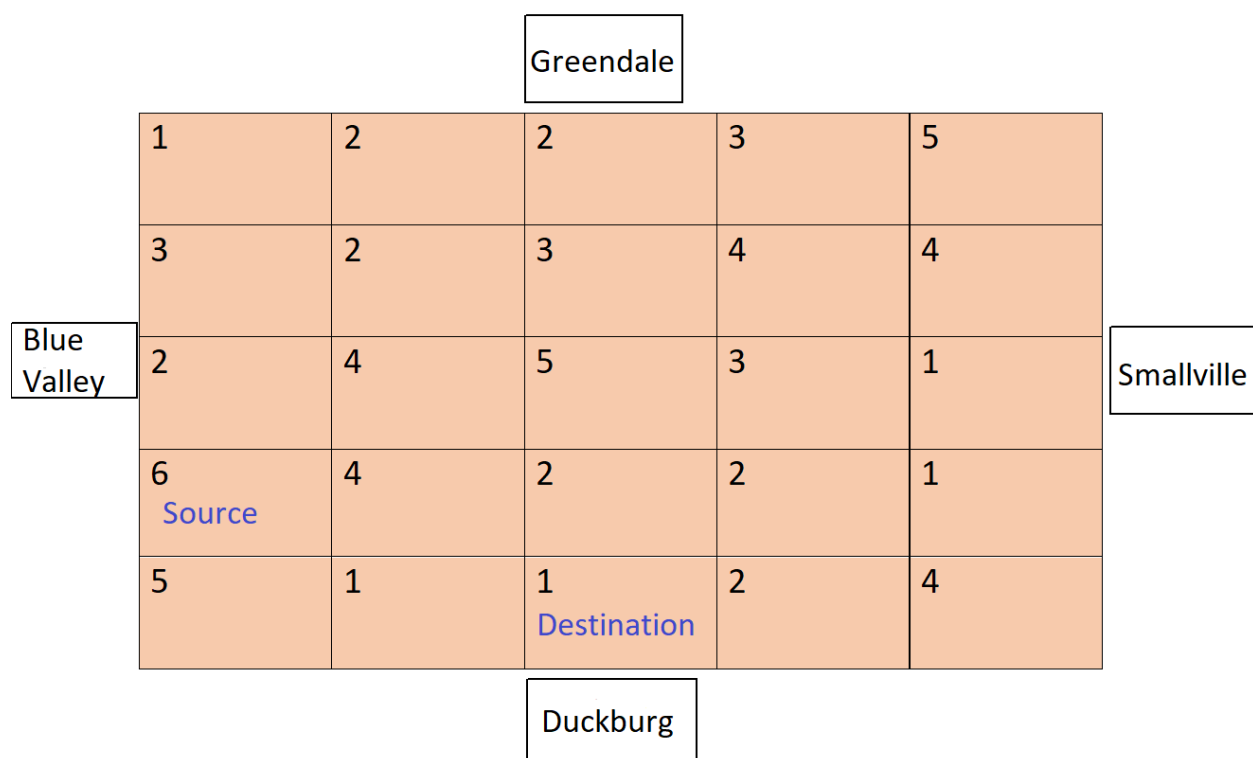 Greendale
1 2 2 3 5
3 2 3 4 4
Blue
Valley
2 4 5 3 1
Smallville
6 4 2 2 1
Source
5 1 1 2 4
Destination
Duckburg